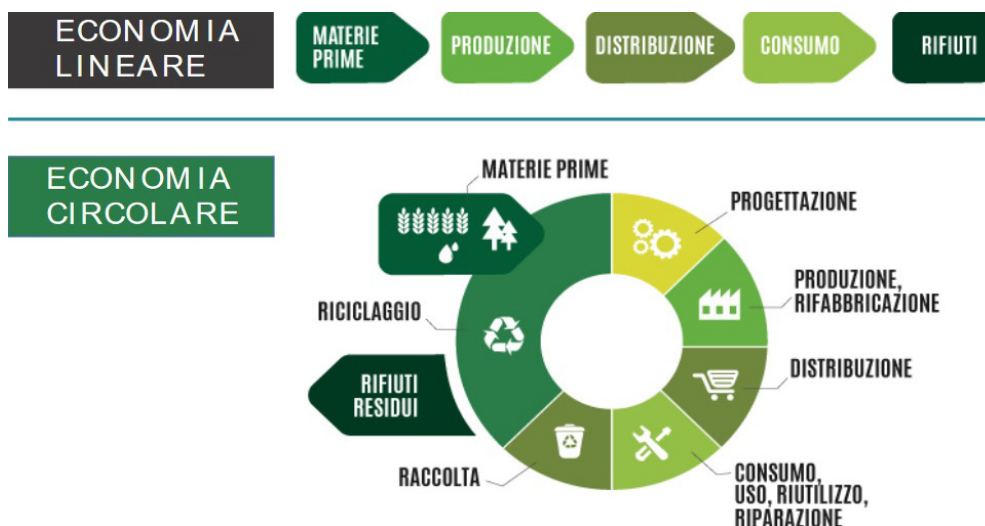 ECONOMIA
LINEARE
MATERIE
PRIME
PRODUZIONE
DISTRIBUZIONE
CONSUMO
RIFIUTI
ECONOMIA
CIRCOLARE
MATERIE PRIME
PROGETTAZIONE
PRODUZIONE,
RIFABBRICAZIONE
RICICLAGGIO
DISTRIBUZIONE
RIFIUTI
RESIDUI
RACCOLTA
CONSUMO,
USO, RIUTILIZZO,
RIPARAZIONE